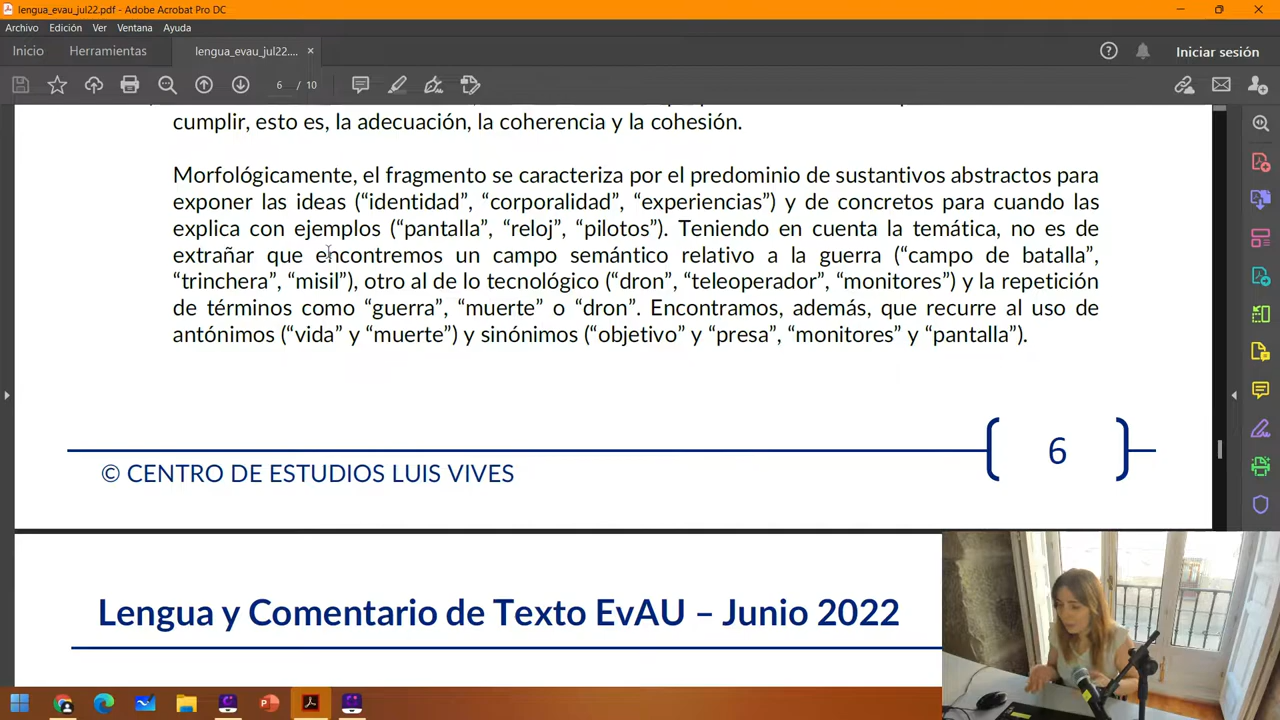 lengua_evau_jul22.pdf - Adobe Acrobat Pro DC
Archivo Edición Ver Ventana Ayuda
Inicio Herramientas lengua_evau_jul22.... × Iniciar sesión
6 / 10
cumplir, esto es, la adecuación, la coherencia y la cohesión.
Morfológicamente, el fragmento se caracteriza por el predominio de sustantivos abstractos para
exponer las ideas (“identidad”, “corporalidad”, “experiencias”) y de concretos para cuando las
explica con ejemplos (“pantalla”, “reloj”, “pilotos”). Teniendo en cuenta la temática, no es de
extrañar que encontremos un campo semántico relativo a la guerra (“campo de batalla”,
“trinchera”, “misil”), otro al de lo tecnológico (“dron”, “teleoperador”, “monitores”) y la repetición
de términos como “guerra”, “muerte” o “dron”. Encontramos, además, que recurre al uso de
antónimos (“vida” y “muerte”) y sinónimos (“objetivo” y “presa”, “monitores” y “pantalla”).
6
© CENTRO DE ESTUDIOS LUIS VIVES
Lengua y Comentario de Texto EvAU – Junio 2022